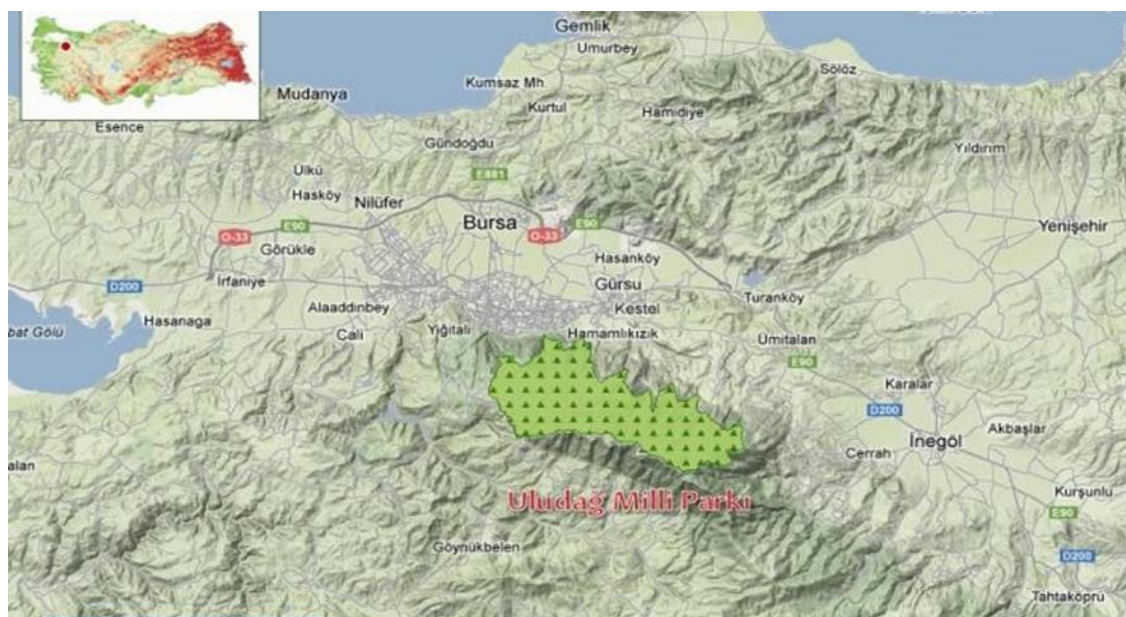 Gemlik
Umurbey
Kumsaz Mh.
Sölöz
Mudanya
Kurtul
Hamidiye
Esence
Gündoğdu
Yıldırım
Ülkü
E881
Hasköy
Nilüfer
Bursa
E90
O-33
O-33
E90
Yenişehir
Görükle
Hasanköy
İrfaniye
Gürsu
D200
Turanköy
Alaaddinbey
Kestel
Hasanaga
bat Gölü
Cali
Yiğitali
Hamamlıkızık
Ümitalan
E90
Karalar
D200
İnegöl
Akbaşlar
Cerrah
alan
Kurşunlu
Uludağ Milli Parkı
E90
Göynükbelen
D200
Tahtaköprü